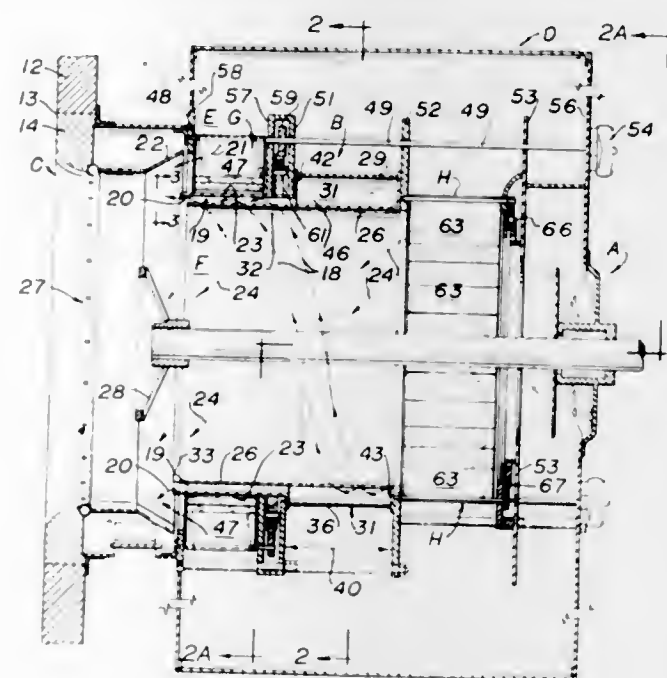 2 D 2A
12 58 51
13 48 57 59 52 53 56
14 E G B 49 49 54
22 21 42 29
C 47 31 H
20 3 3 63 66
19 23 61 46 26
32 18 24 A
F 63
24
27 63
28
24
19 33 26 23 43 53
20 63 67
47 36 31 H
40
2A 2